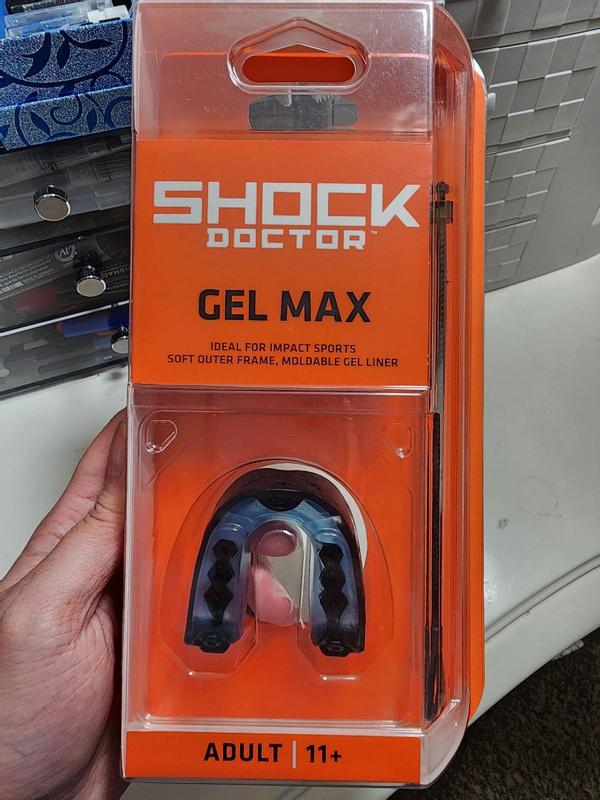 SHOCK
DOCTOR™
GEL MAX
IDEAL FOR IMPACT SPORTS
SOFT OUTER FRAME, MOLDABLE GEL LINER
ADULT | 11+